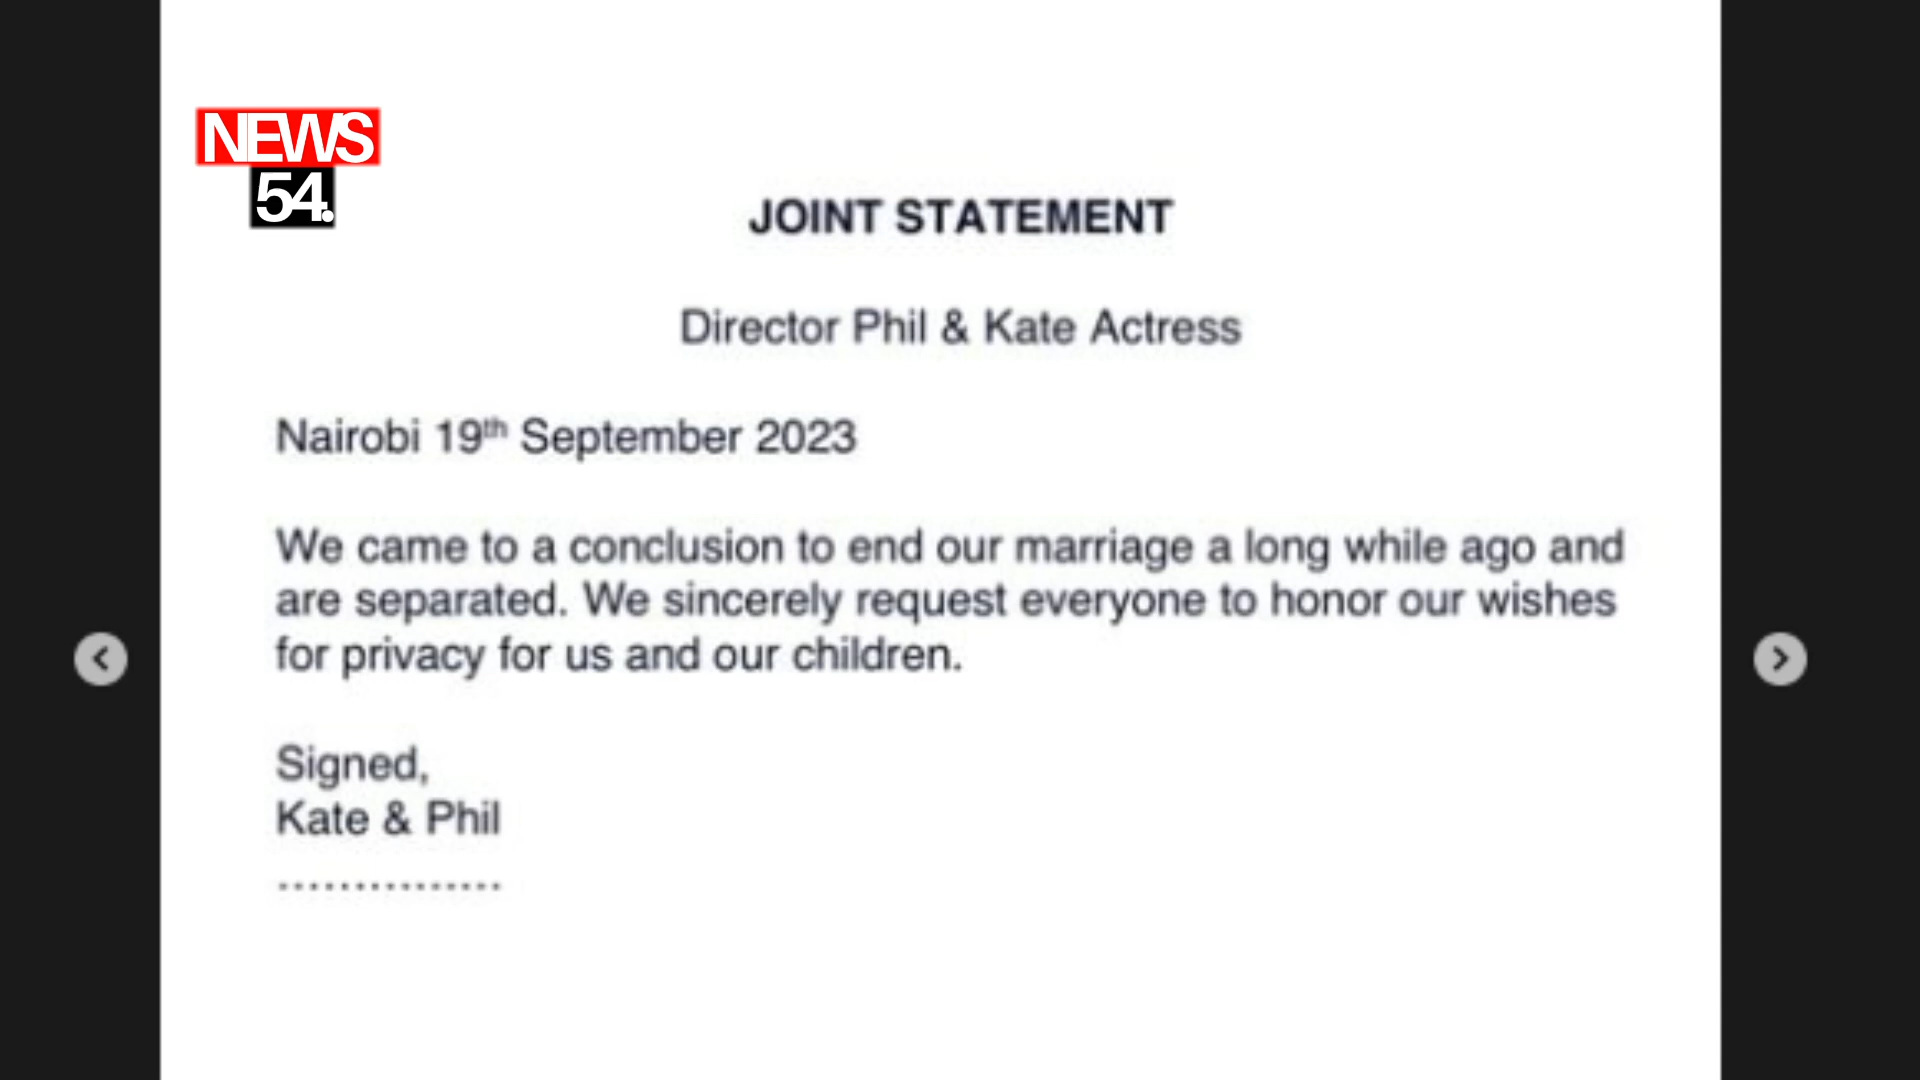 NEWS
54.
JOINT STATEMENT
Director Phil & Kate Actress
Nairobi 19th September 2023
We came to a conclusion to end our marriage a long while ago and
are separated. We sincerely request everyone to honor our wishes
for privacy for us and our children.
Signed,
Kate & Phil
...............